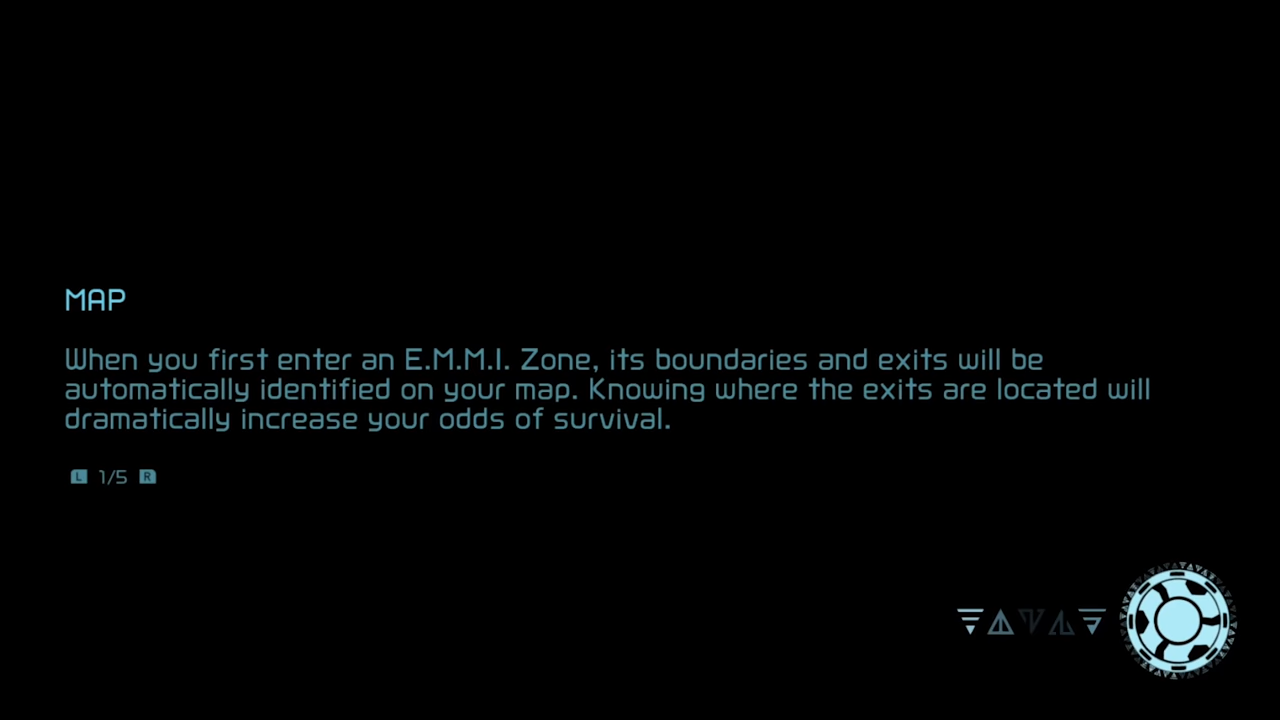 MAP
When you first enter an E.M.M.I. Zone, its boundaries and exits will be
automatically identified on your map. Knowing where the exits are located will
dramatically increase your odds of survival.
L 1/5 R